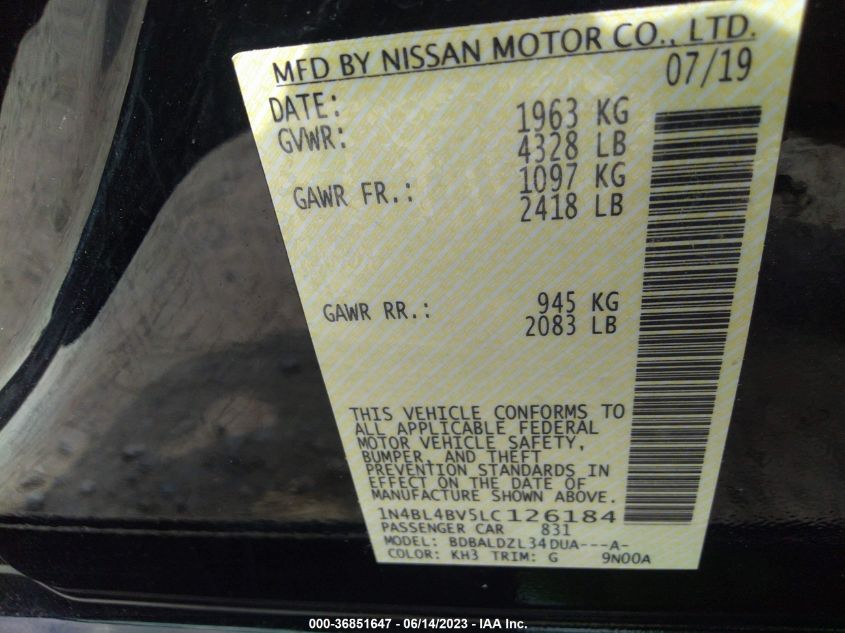 MFD BY NISSAN MOTOR CO., LTD.
DATE: 07/19
GVWR: 1963 KG
4328 LB
GAWR FR.: 1097 KG
2418 LB
GAWR RR.: 945 KG
2083 LB
THIS VEHICLE CONFORMS TO
ALL APPLICABLE FEDERAL
MOTOR VEHICLE SAFETY,
BUMPER, AND THEFT
PREVENTION STANDARDS IN
EFFECT ON THE DATE OF
MANUFACTURE SHOWN ABOVE.
1N4BL4BV5LC126184
PASSENGER CAR 831
MODEL: BDBALDZL34DUA---A-
COLOR: KH3 TRIM: G 9N00A
000-36851647 - 06/14/2023 - IAA Inc.